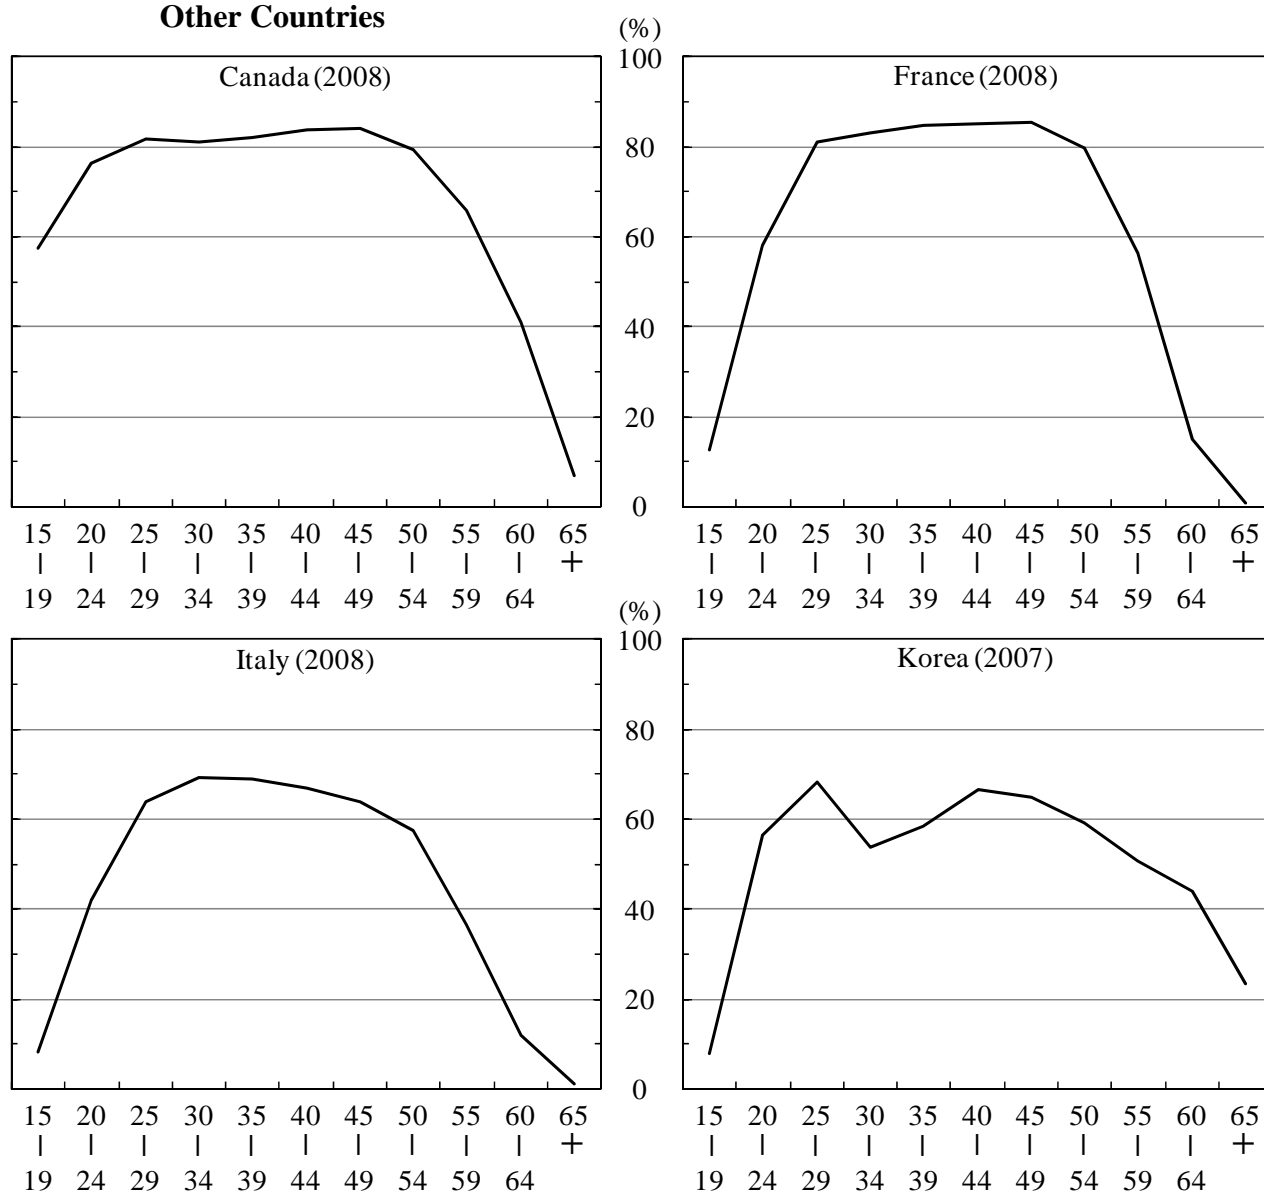 Other Countries
(%)
Canada (2008)
France (2008)
100
80
60
40
20
0
15 20 25 30 35 40 45 50 55 60 65
| | | | | | | | | | +
19 24 29 34 39 44 49 54 59 64
15 20 25 30 35 40 45 50 55 60 65
| | | | | | | | | | +
19 24 29 34 39 44 49 54 59 64
(%)
Italy (2008)
Korea (2007)
100
80
60
40
20
0
15 20 25 30 35 40 45 50 55 60 65
| | | | | | | | | | +
19 24 29 34 39 44 49 54 59 64
15 20 25 30 35 40 45 50 55 60 65
| | | | | | | | | | +
19 24 29 34 39 44 49 54 59 64